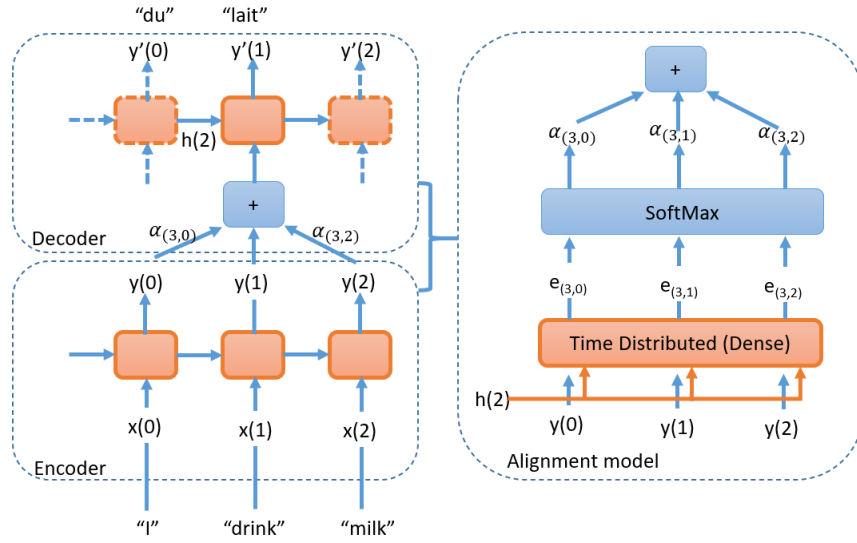 “du” “lait”
y’(0) y’(1) y’(2)
h(2)
+
Decoder
α(3,0) α(3,2)
y(0) y(1) y(2)
x(0) x(1) x(2)
Encoder
“I” “drink” “milk”
+
α(3,0) α(3,1) α(3,2)
SoftMax
e(3,0) e(3,1) e(3,2)
Time Distributed (Dense)
h(2)
y(0) y(1) y(2)
Alignment model